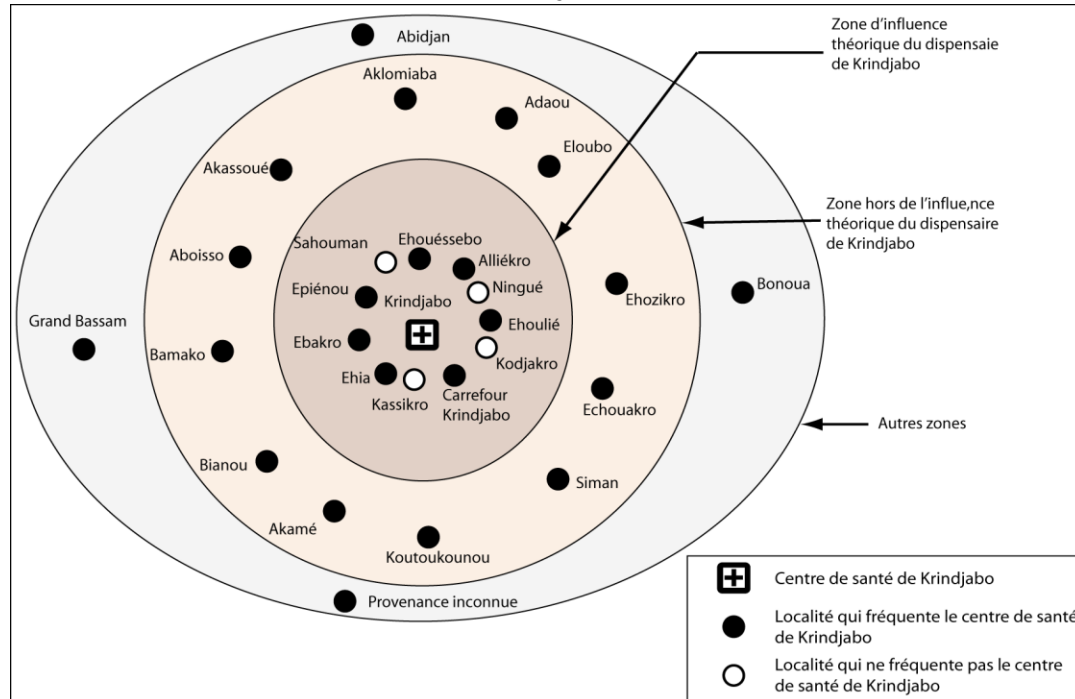 Abidjan
Zone d'influence
théorique du dispensaie
de Krindjabo
Aklomiaba
Adaou
Eloubo
Akassoué
Zone hors de l'influe,nce
théorique du dispensaire
de Krindjabo
Sahouman
Ehouéssebo
Alliékro
Aboisso
Ningué
Epiénou
Krindjabo
Ehozikro
Bonoua
Grand Bassam
Ehoulié
Ebakro
Bamako
Kodjakro
Ehia
Kassikro
Carrefour
Krindjabo
Echouakro
Autres zones
Bianou
Siman
Akamé
Koutoukounou
Provenance inconnue
Centre de santé de Krindjabo
Localité qui fréquente le centre de santé
de Krindjabo
Localité qui ne fréquente pas le centre
de santé de Krindjabo